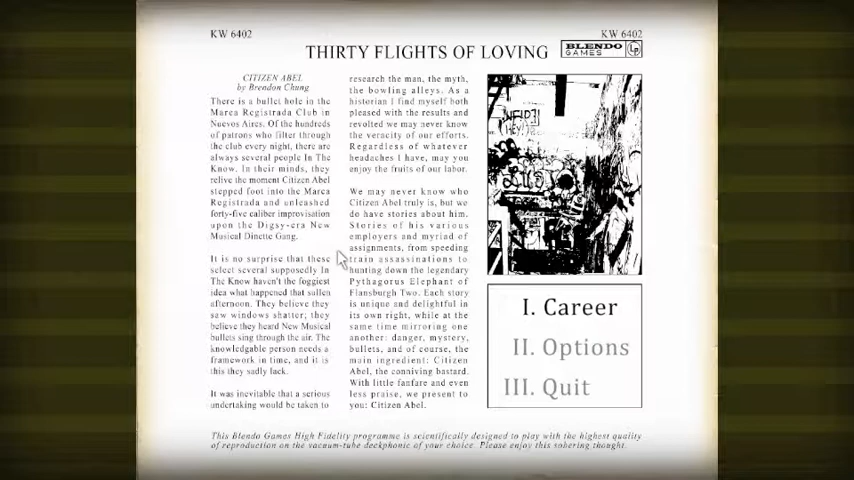 KW 6402
KW 6402
THIRTY FLIGHTS OF LOVING
BLENDO
GAMES
LP
CITIZEN ABEL
by Brendon Chung
There is a bullet hole in the
Marca Registrada Club in
Nuevos Aires. Of the hundreds
of patrons who filter through
the club every night, there are
always several people In The
Know. In their minds, they
relive the moment Citizen Abel
stepped foot into the Marca
Registrada and unleashed
forty-five caliber improvisation
upon the Digsy-era New
Musical Dinette Gang.
It is no surprise that these
select several supposedly In
The Know haven't the foggiest
idea what happened that sullen
afternoon. They believe they
saw windows shatter; they
believe they heard New Musical
bullets sing through the air. The
knowledgable person needs a
framework in time, and it is
this they sadly lack.
It was inevitable that a serious
undertaking would be taken to
research the man, the myth,
the bowling alleys. As a
historian I find myself both
pleased with the results and
revolted we may never know
the veracity of our efforts.
Regardless of whatever
headaches I have, may you
enjoy the fruits of our labor.
We may never know who
Citizen Abel truly is, but we
do have stories about him.
Stories of his various
employers and myriad of
assignments, from speeding
train assassinations to
hunting down the legendary
Pythagorus Elephant of
Flansburgh Two. Each story
is unique and delightful in
its own right, while at the
same time mirroring one
another: danger, mystery,
bullets, and of course, the
main ingredient: Citizen
Abel, the conniving bastard.
With little fanfare and even
less praise, we present to
you: Citizen Abel.
I. Career
II. Options
III. Quit
This Blendo Games High Fidelity programme is scientifically designed to play with the highest quality
of reproduction on the vacuum-tube deckphonic of your choice. Please enjoy this sobering thought.